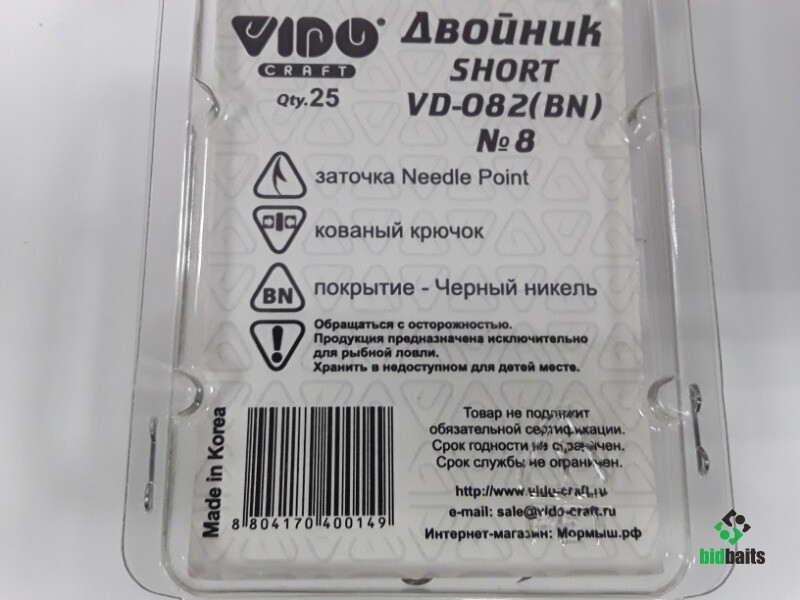 VIDO
CRAFT
Qty.25
Двойник
SHORT
VD-082(BN)
№8
заточка Needle Point
кованый крючок
BN покрытие - Черный никель
Обращаться с осторожностью.
Продукция предназначена исключительно
для рыбной ловли.
Хранить в недоступном для детей месте.
Made in Korea
8 804170 400149
Товар не подлижит
обязательной сертификации.
Срок годности не ограничен.
Срок службы не ограничен.
http://www.vido-craft.ru
e-mail: sale@vido-craft.ru
Интернет-магазин: Мормыш.рф
bidbaits